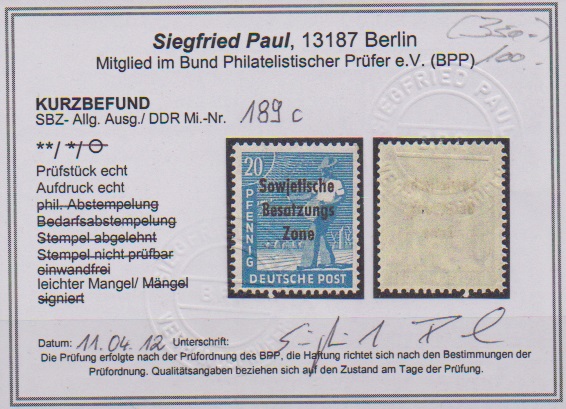 (350.-)
100.-
Siegfried Paul, 13187 Berlin
Mitglied im Bund Philatelistischer Prüfer e.V. (BPP)
KURZBEFUND
SBZ- Allg. Ausg./ DDR Mi.-Nr. 189 c
**/ */ O
Prüfstück echt
Aufdruck echt
phil. Abstempelung
Bedarfsabstempelung
Stempel abgelehnt
Stempel nicht prüfbar
einwandfrei
leichter Mangel/ Mängel
signiert
20
PFENNIG
Sowjetische
Besatzungs
Zone
DEUTSCHE POST
Datum: 11.04.12 Unterschrift:
Die Prüfung erfolgte nach der Prüfordnung des BPP, die Haftung richtet sich nach den Bestimmungen der
Prüfordnung. Qualitätsangaben beziehen sich auf den Zustand am Tage der Prüfung.